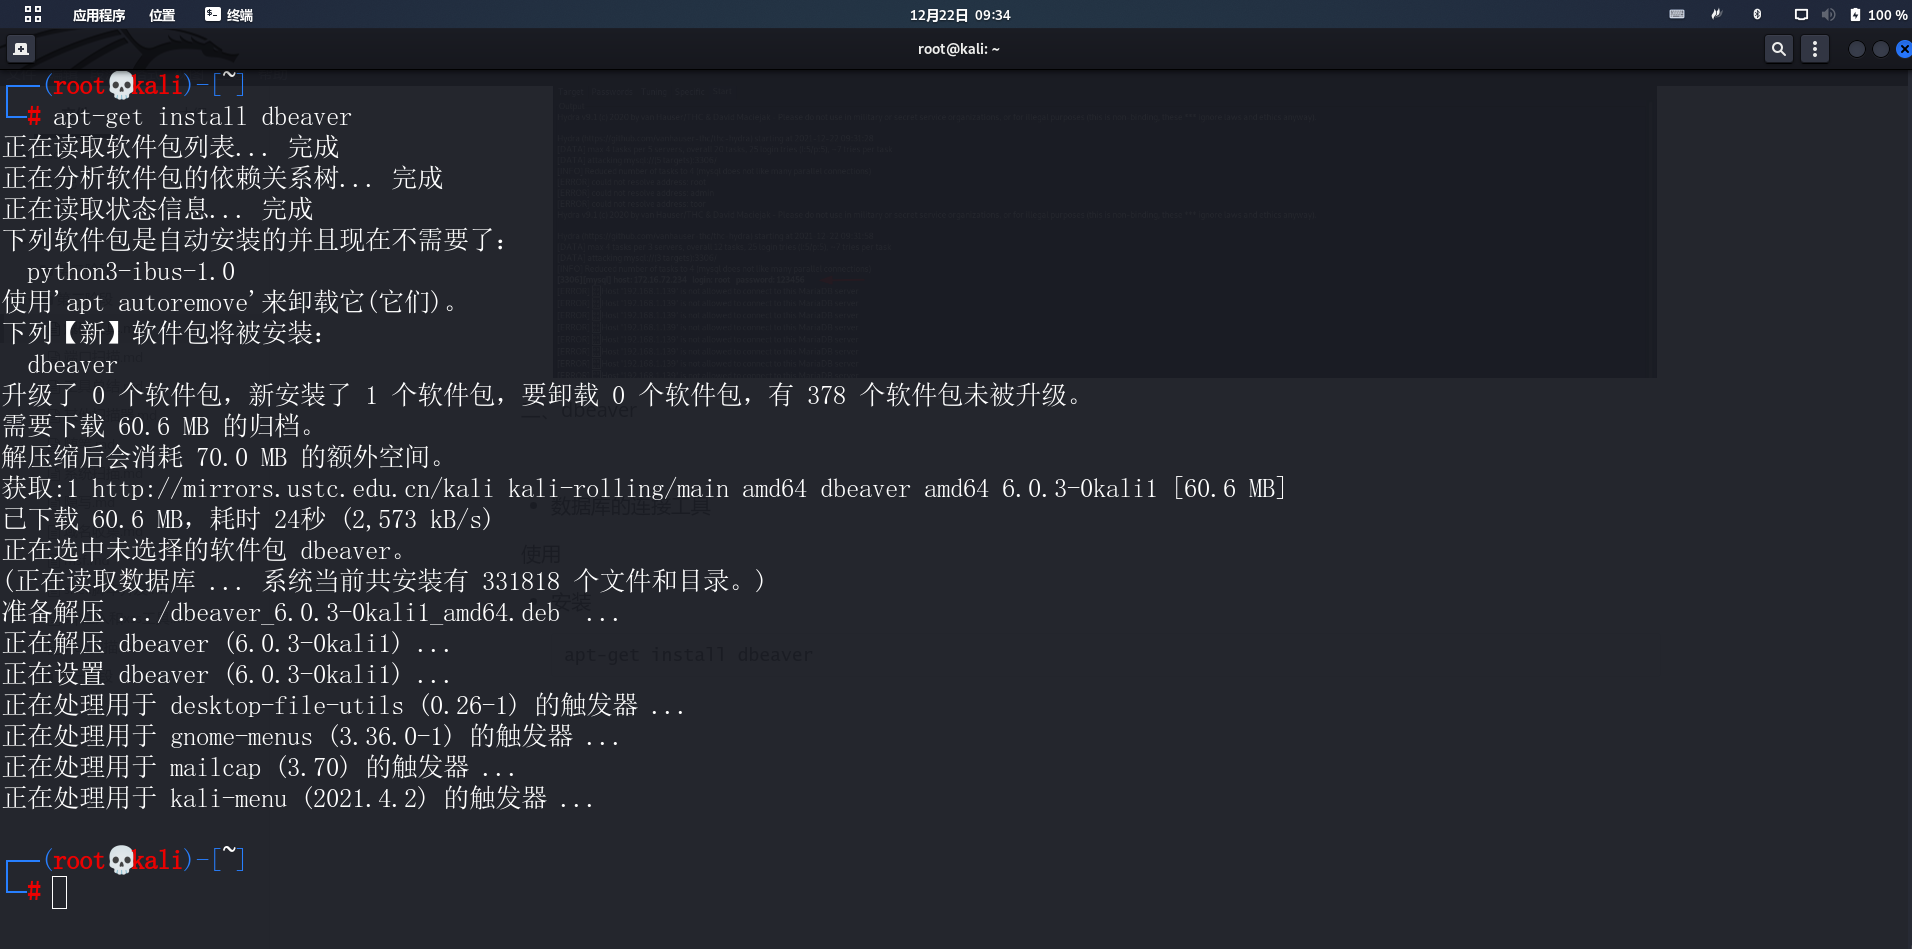 应用程序 位置 终端 12月22日 09:34 100 %
root@kali: ~
(root💀kali)-[~]
# apt-get install dbeaver
正在读取软件包列表... 完成
正在分析软件包的依赖关系树... 完成
正在读取状态信息... 完成
下列软件包是自动安装的并且现在不需要了：
python3-ibus-1.0
使用'apt autoremove'来卸载它(它们)。
下列【新】软件包将被安装：
dbeaver
升级了 0 个软件包，新安装了 1 个软件包，要卸载 0 个软件包，有 378 个软件包未被升级。
需要下载 60.6 MB 的归档。
解压缩后会消耗 70.0 MB 的额外空间。
获取:1 http://mirrors.ustc.edu.cn/kali kali-rolling/main amd64 dbeaver amd64 6.0.3-0kali1 [60.6 MB]
已下载 60.6 MB，耗时 24秒 (2,573 kB/s)
正在选中未选择的软件包 dbeaver。
(正在读取数据库 ... 系统当前共安装有 331818 个文件和目录。)
准备解压 .../dbeaver_6.0.3-0kali1_amd64.deb ...
正在解压 dbeaver (6.0.3-0kali1) ...
正在设置 dbeaver (6.0.3-0kali1) ...
正在处理用于 desktop-file-utils (0.26-1) 的触发器 ...
正在处理用于 gnome-menus (3.36.0-1) 的触发器 ...
正在处理用于 mailcap (3.70) 的触发器 ...
正在处理用于 kali-menu (2021.4.2) 的触发器 ...
(root💀kali)-[~]
#
dbeaver
数据库的连接工具
使用
安装
apt-get install dbeaver